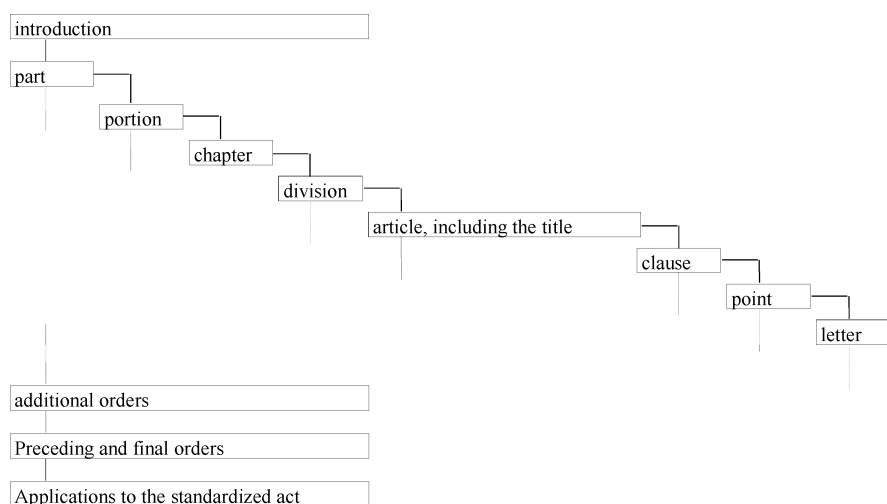 introduction
part
portion
chapter
division
article, including the title
clause
point
letter
additional orders
Preceding and final orders
Applications to the standardized act